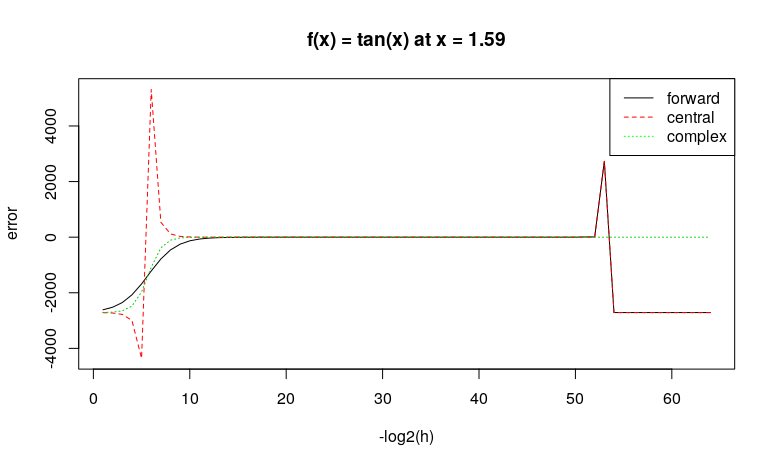 f(x) = tan(x) at x = 1.59
forward
central
complex
error
4000
2000
0
-2000
-4000
0 10 20 30 40 50 60
-log2(h)